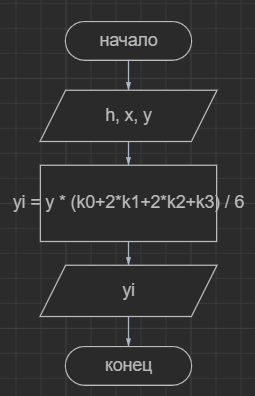 начало
h, x, y
yi = y * (k0+2*k1+2*k2+k3) / 6
yi
конец